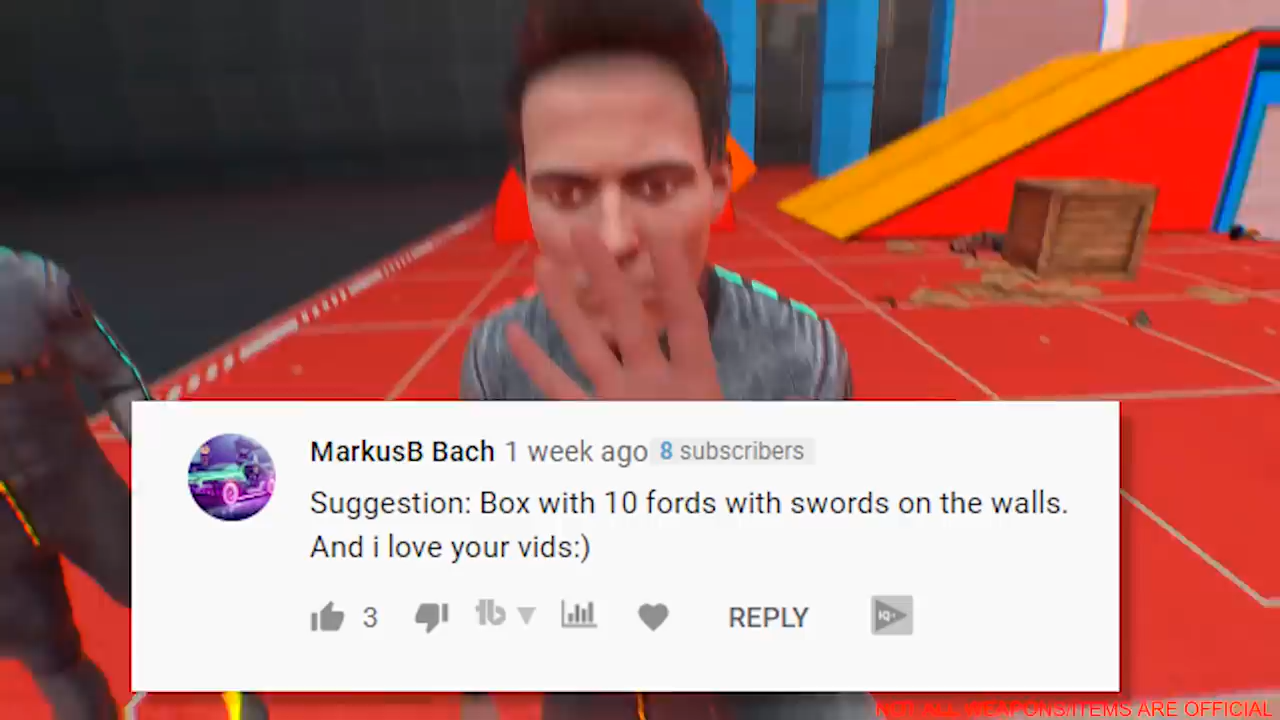 MarkusB Bach 1 week ago 8 subscribers
Suggestion: Box with 10 fords with swords on the walls.
And i love your vids:)
3 REPLY
NOT ALL WEAPONS/ITEMS ARE OFFICIAL